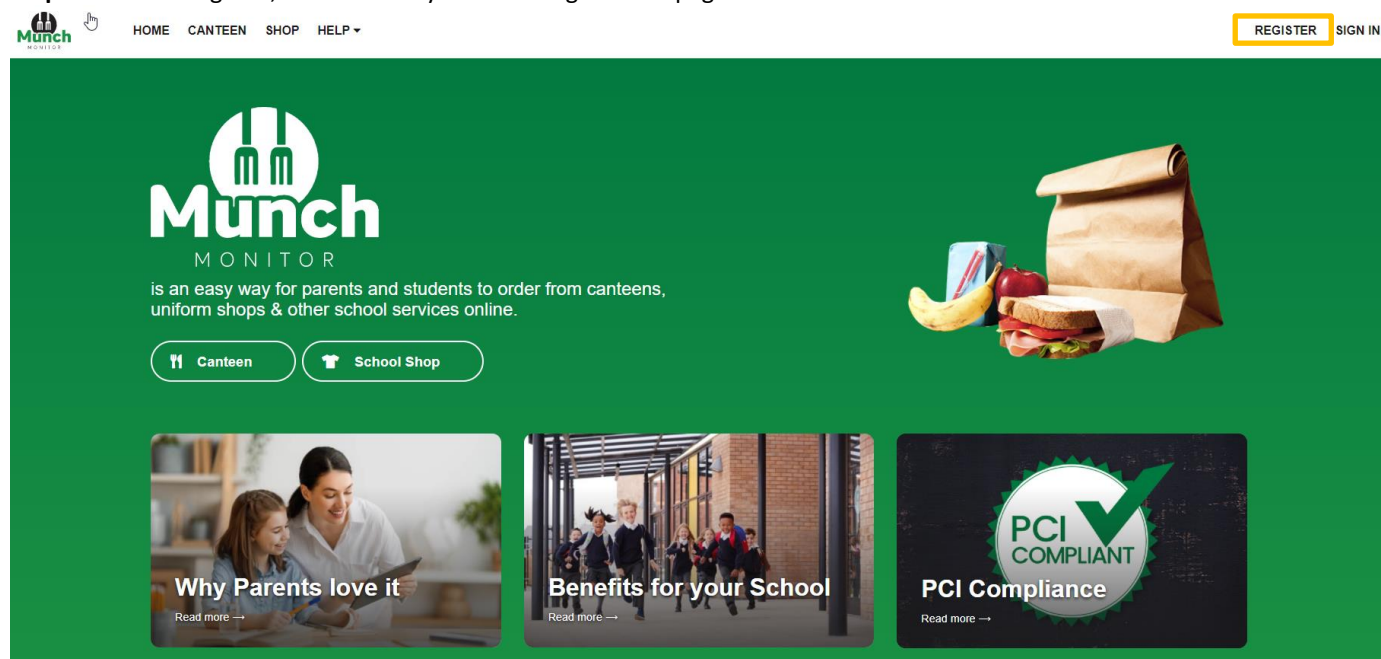 Munch
MONITOR
HOME CANTEEN SHOP HELP
REGISTER SIGN IN
Munch
MONITOR
is an easy way for parents and students to order from canteens,
uniform shops & other school services online.
Canteen
School Shop
Why Parents love it
Read more →
Benefits for your School
Read more →
PCI
COMPLIANT
PCI Compliance
Read more →